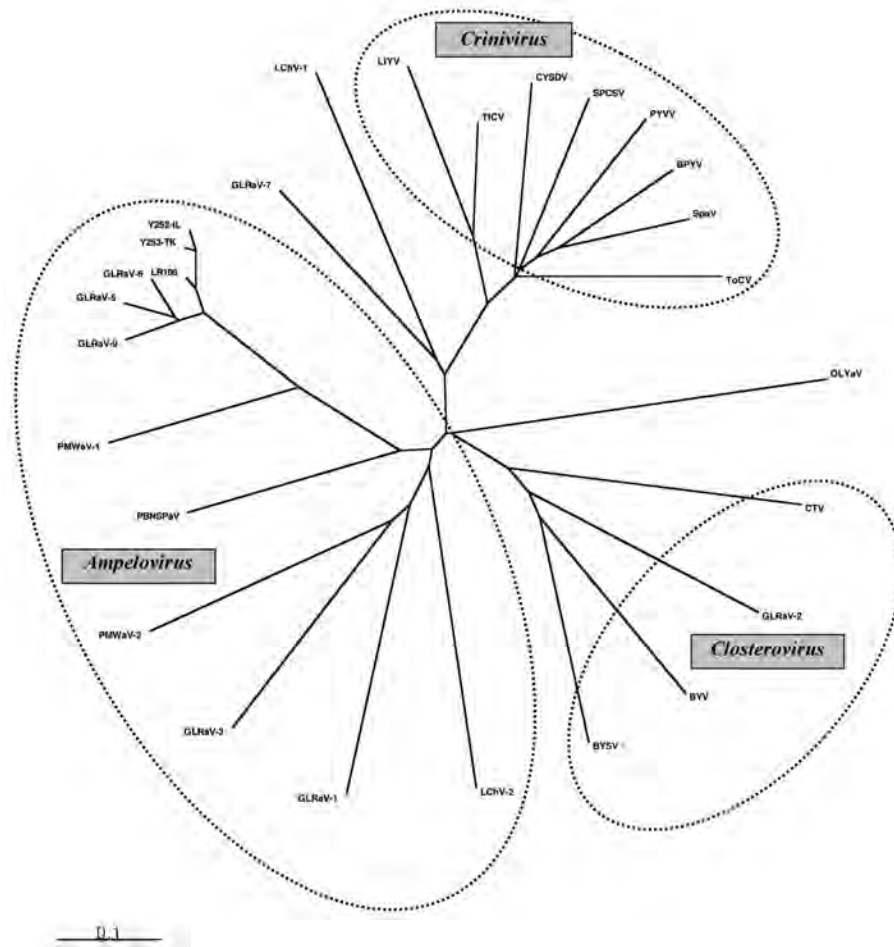 Crinivirus
LIYV
LChV-1
CYSDV
SPCSV
TICV
PYVV
BPYV
GLRaV-7
SpaV
Y252-IL
Y253-TK
GLRaV-6
LR106
ToCV
GLRaV-5
GLRaV-9
OLYaV
PMWaV-1
PBNSPaV
CTV
Ampelovirus
GLRaV-2
PMWaV-2
Closterovirus
BYV
GLRaV-3
BYSV
LChV-2
GLRaV-1
0.1